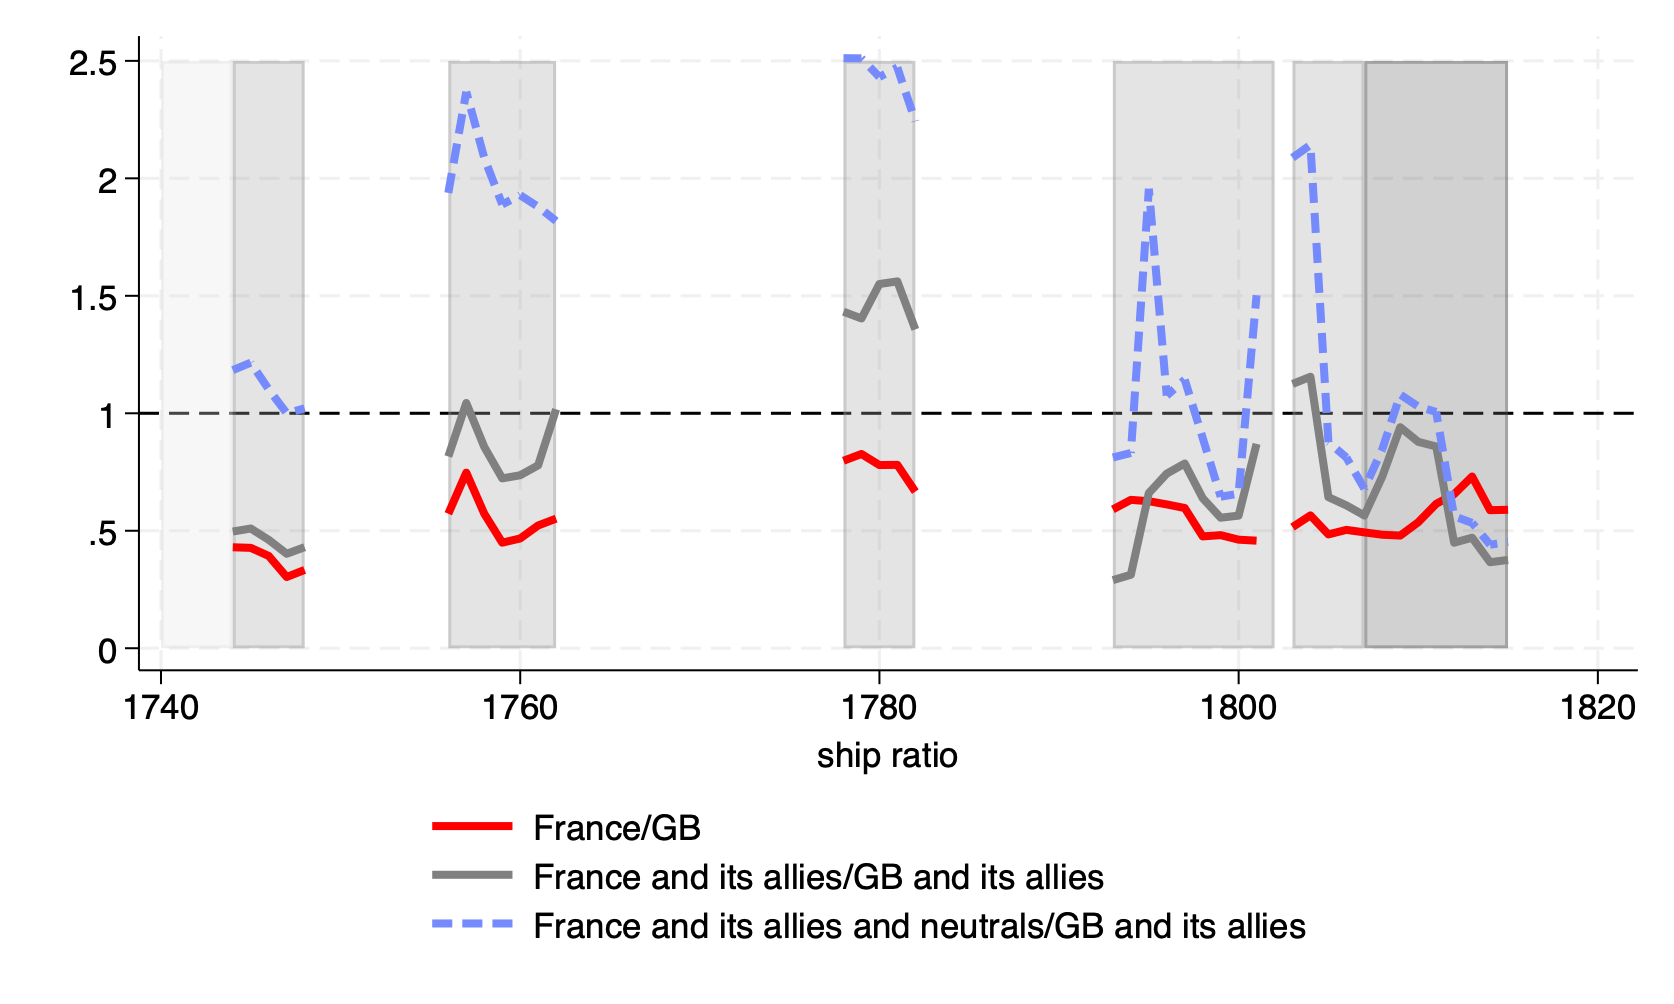 2.5
2
1.5
1
.5
0
1740 1760 1780 1800 1820
ship ratio
France/GB
France and its allies/GB and its allies
France and its allies and neutrals/GB and its allies